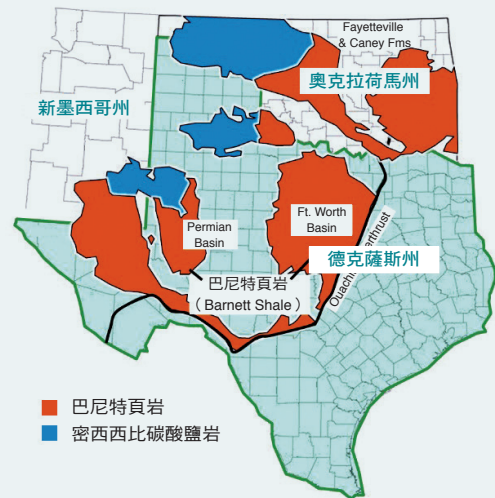 Fayetteville
& Caney Fms
奧克拉荷馬州
新墨西哥州
Permian
Basin
Ft. Worth
Basin
德克薩斯州
巴尼特頁岩
（Barnett Shale）
巴尼特頁岩
密西西比碳酸鹽岩